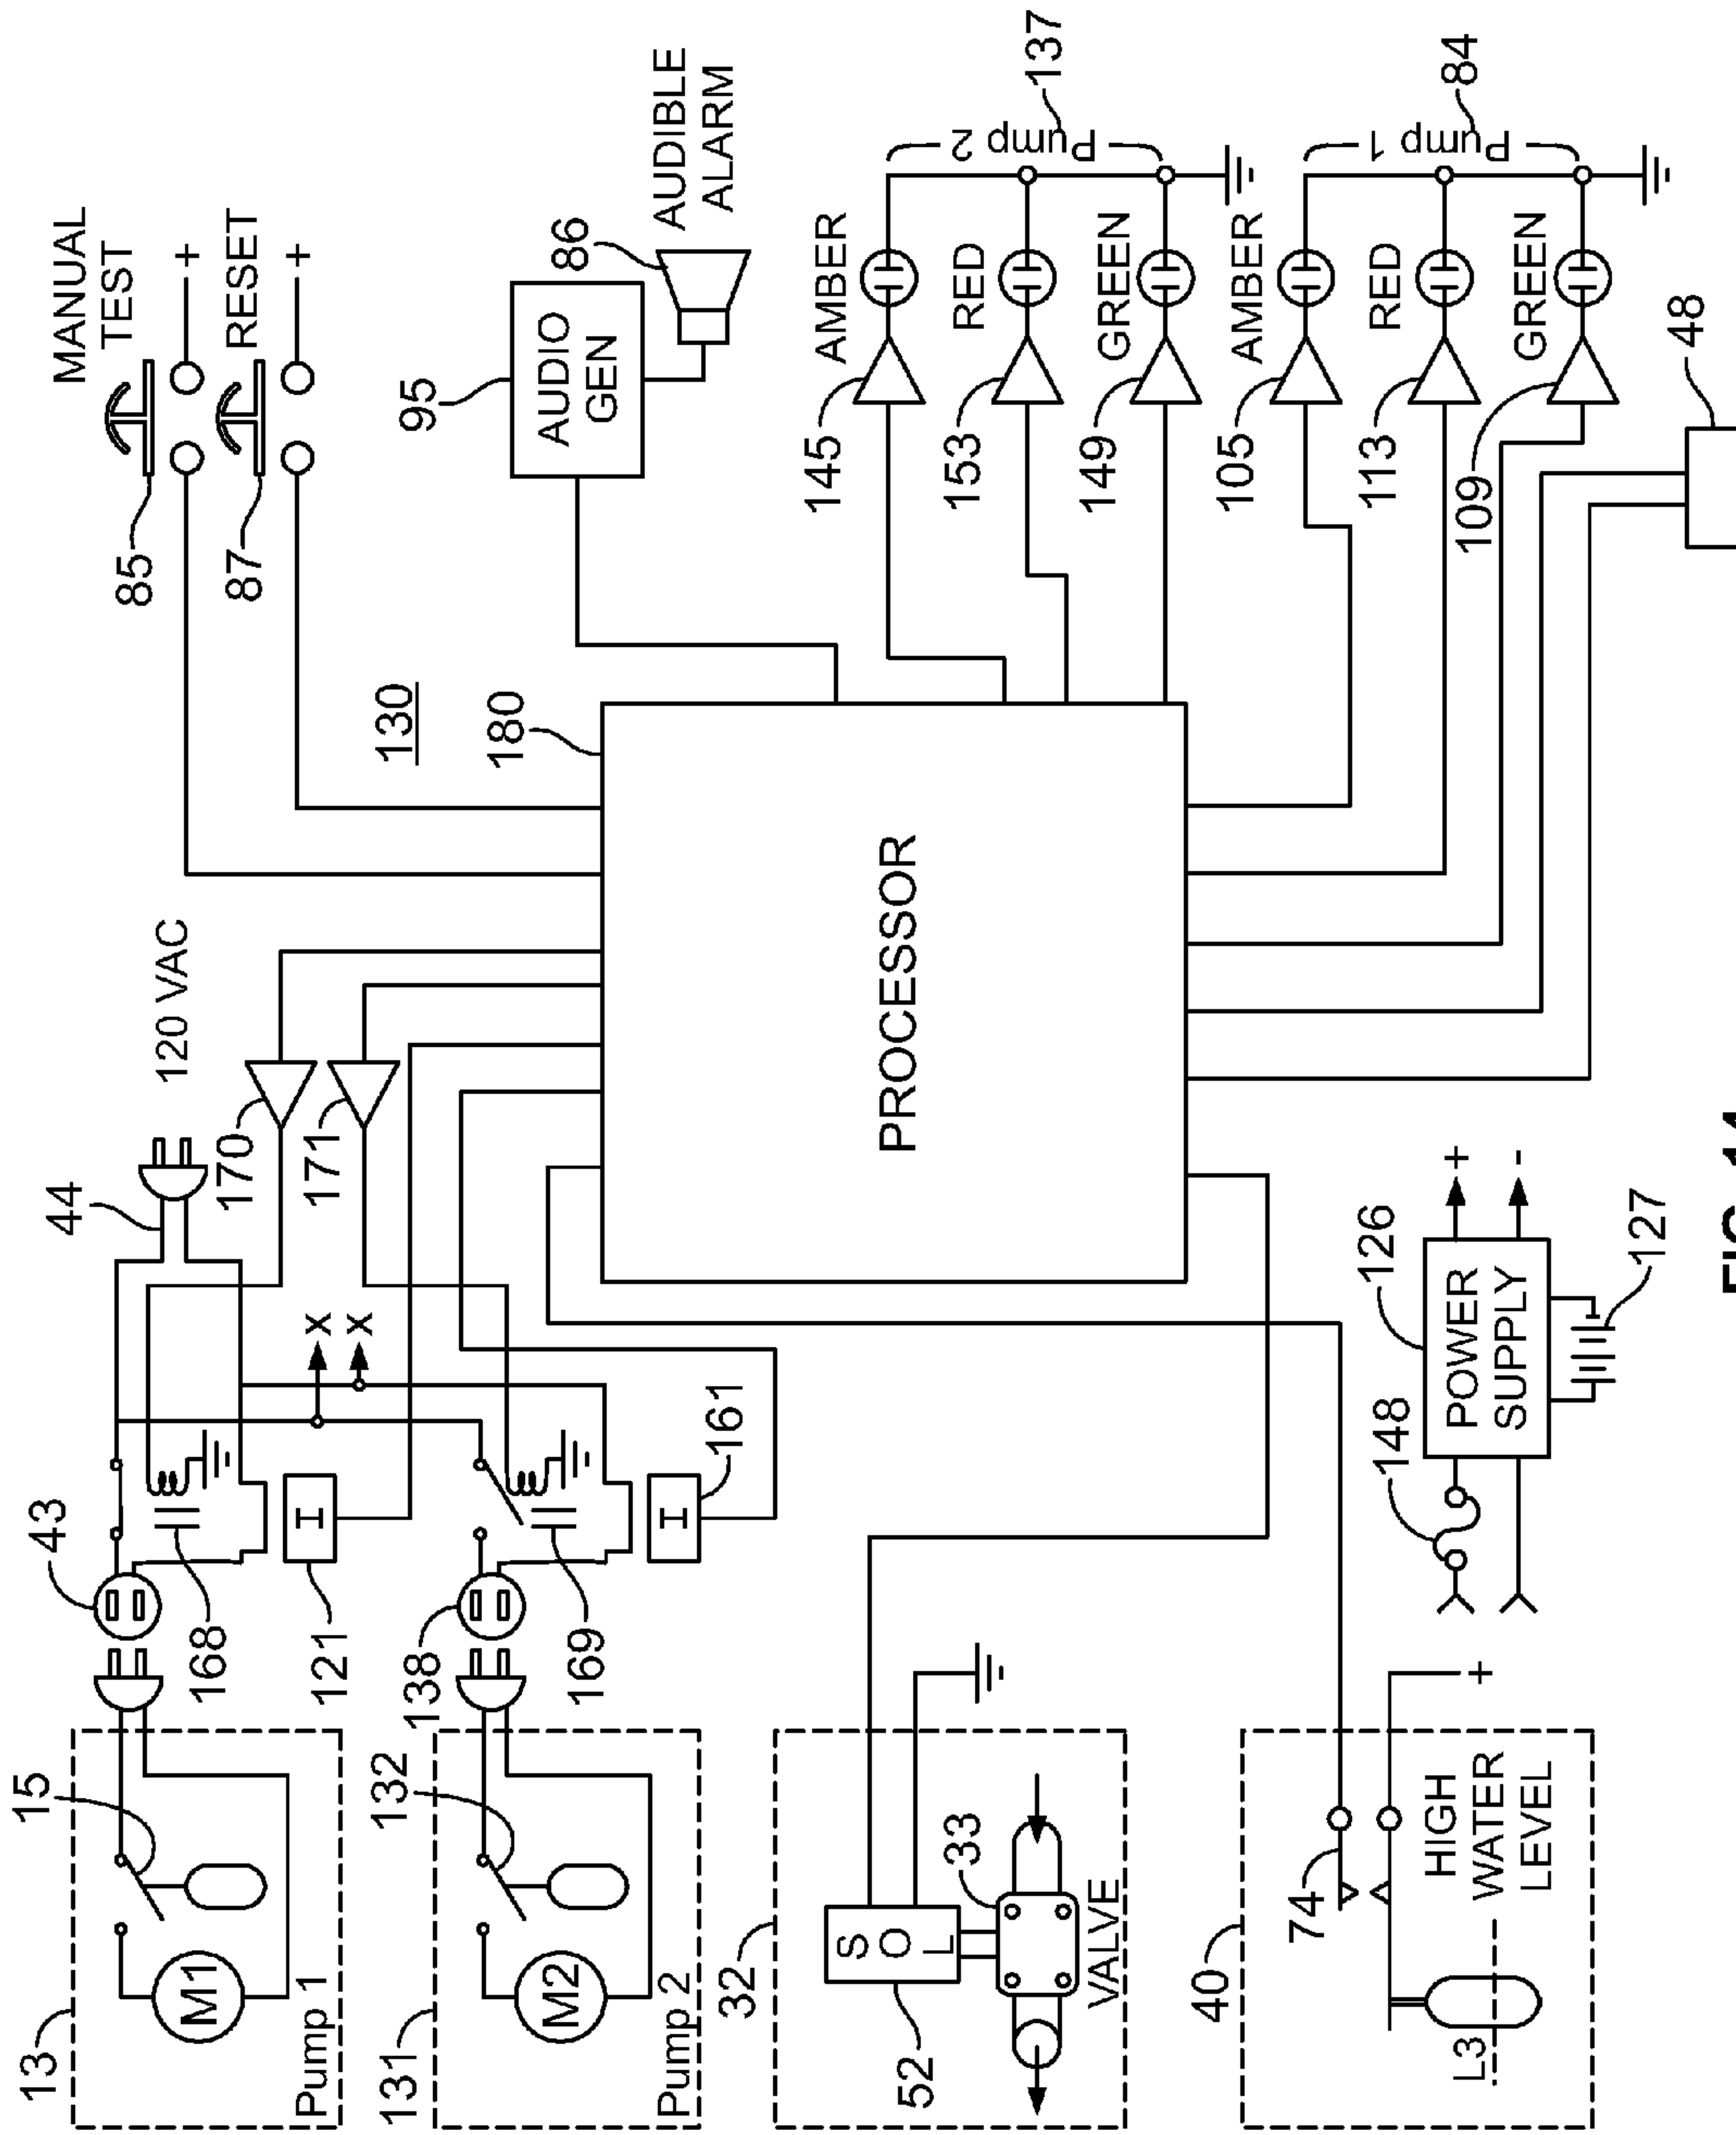 13
15
M1
Pump 1
43
168
121
H
44
120 VAC
170
171
X
X
MANUAL
TEST
+
85
RESET
+
87
131
132
M2
Pump 2
138
169
161
H
130
180
PROCESSOR
95
AUDIO
GEN
86
AUDIBLE
ALARM
32
SOL
52
33
VALVE
145
AMBER
153
RED
149
GREEN
Pump 2
137
40
74
+
HIGH
WATER
LEVEL
L3
148
126
POWER
SUPPLY
+
-
127
105
AMBER
113
RED
109
GREEN
Pump 1
84
48